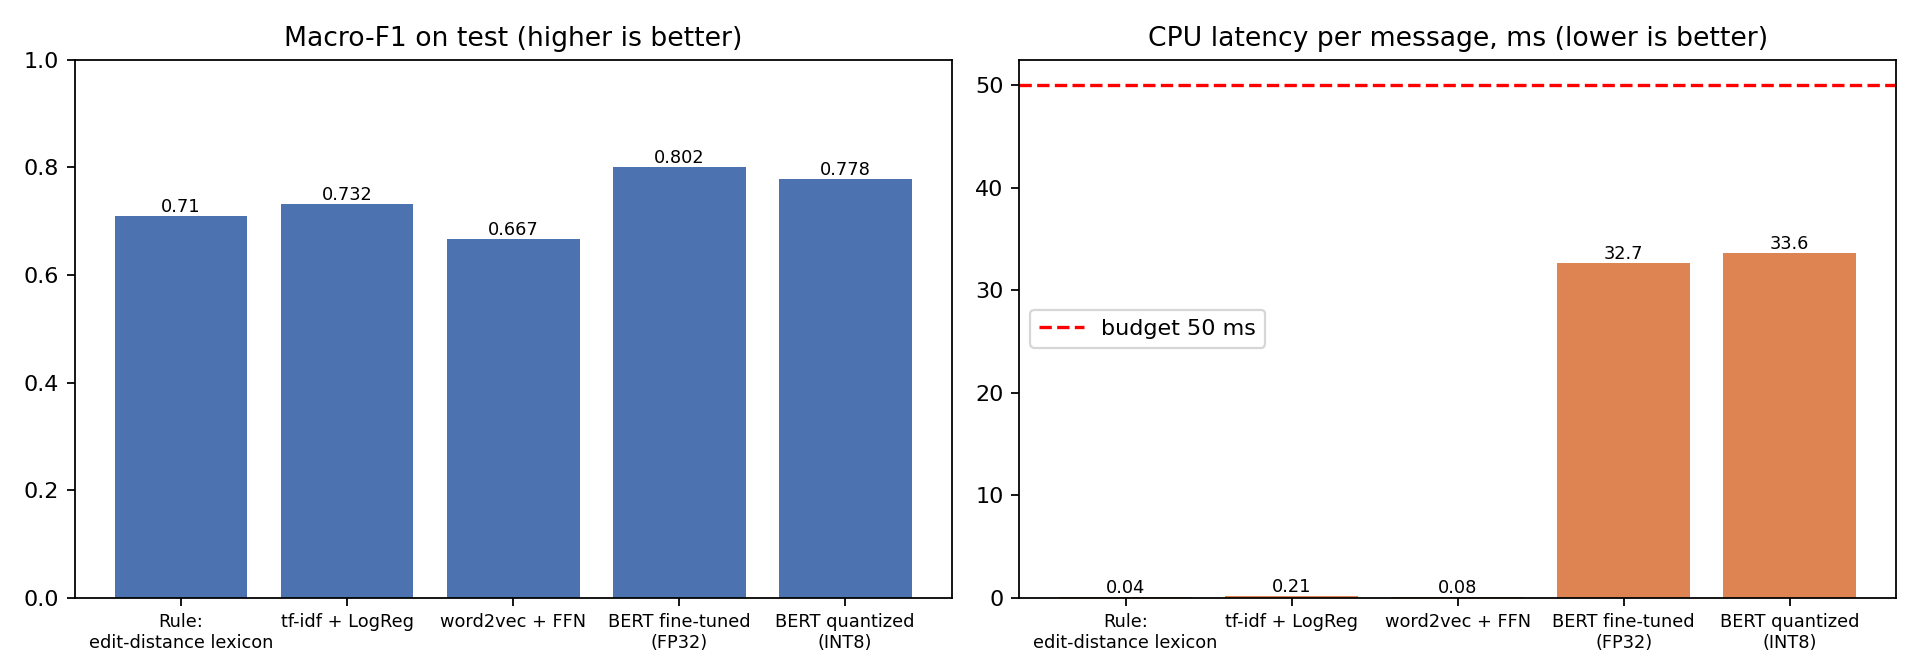 Macro-F1 on test (higher is better)
1.0
0.8
0.6
0.4
0.2
0.0
0.71
0.732
0.667
0.802
0.778
Rule:
edit-distance lexicon
tf-idf + LogReg
word2vec + FFN
BERT fine-tuned
(FP32)
BERT quantized
(INT8)
CPU latency per message, ms (lower is better)
50
40
30
20
10
0
budget 50 ms
0.04
0.21
0.08
32.7
33.6
Rule:
edit-distance lexicon
tf-idf + LogReg
word2vec + FFN
BERT fine-tuned
(FP32)
BERT quantized
(INT8)